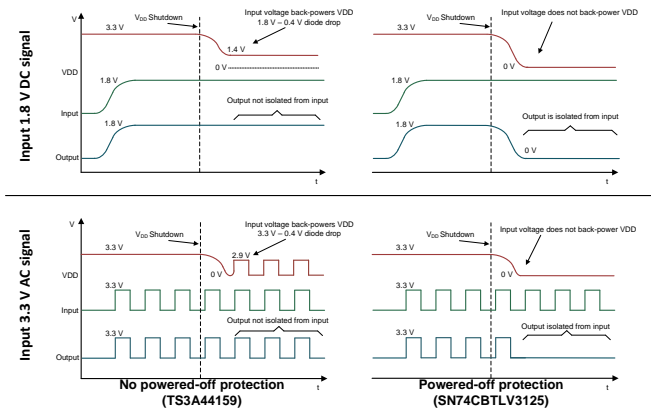 Input 1.8 V DC signal
V
3.3 V
VDD Shutdown
Input voltage back-powers VDD
1.8 V – 0.4 V diode drop
1.4 V
0 V
VDD
1.8 V
Input
Output not isolated from input
1.8 V
Output
t
3.3 V
VDD Shutdown
Input voltage does not back-power VDD
0 V
1.8 V
Output is isolated from input
1.8 V
0 V
t
Input 3.3 V AC signal
V
VDD Shutdown
Input voltage back-powers VDD
3.3 V – 0.4 V diode drop
3.3 V
2.9 V
VDD
0 V
3.3 V
Input
Output not isolated from input
3.3 V
Output
t
No powered-off protection
(TS3A44159)
VDD Shutdown
Input voltage does not back-power VDD
3.3 V
0 V
3.3 V
Output isolated from input
3.3 V
t
Powered-off protection
(SN74CBTLV3125)